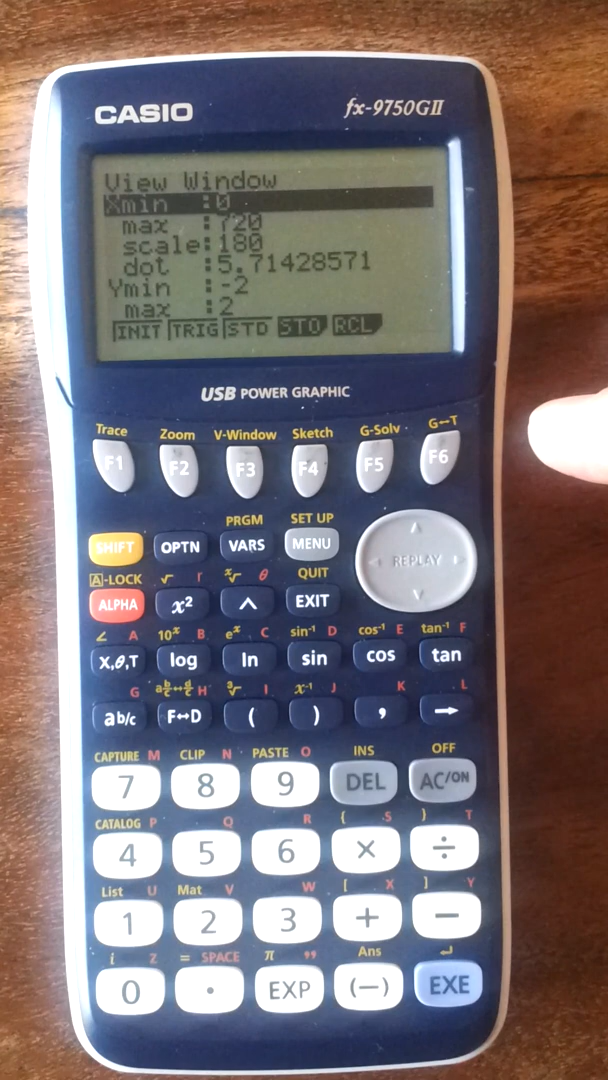 CASIO fx-9750GII
View Window
Xmin :0
max :720
scale:180
dot :5.71428571
Ymin :-2
max :2
INIT TRIG STD STO RCL
USB POWER GRAPHIC
Trace Zoom V-Window Sketch G-Solv G↔T
F1 F2 F3 F4 F5 F6
PRGM SET UP
SHIFT OPTN VARS MENU
REPLAY
A-LOCK √ r ˣ√ θ QUIT
ALPHA x² ^ EXIT
∠ A 10ˣ B eˣ C sin⁻¹ D cos⁻¹ E tan⁻¹ F
X,θ,T log ln sin cos tan
G a b/c↔d/c H ³√ I x⁻¹ J K L
a b/c F↔D ( ) , →
CAPTURE M CLIP N PASTE O INS OFF
7 8 9 DEL AC/ON
CATALOG P Q R { S } T
4 5 6 × ÷
List U Mat V W [ X ] Y
1 2 3 + −
i Z = SPACE π " Ans ↵
0 . EXP (−) EXE